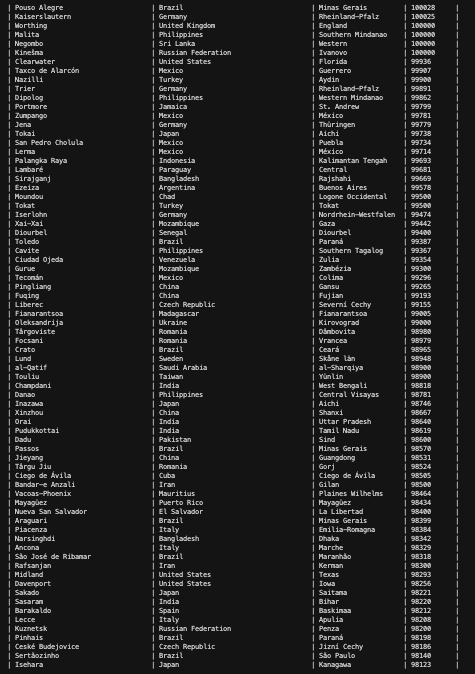 | Pouso Alegre | Brazil | Minas Gerais | 100028 |
| Kaiserslautern | Germany | Rheinland-Pfalz | 100025 |
| Worthing | United Kingdom | England | 100000 |
| Malita | Philippines | Southern Mindanao | 100000 |
| Negombo | Sri Lanka | Western | 100000 |
| Kinešma | Russian Federation | Ivanovo | 100000 |
| Clearwater | United States | Florida | 99936 |
| Taxco de Alarcón | Mexico | Guerrero | 99907 |
| Nazilli | Turkey | Aydin | 99900 |
| Trier | Germany | Rheinland-Pfalz | 99891 |
| Dipolog | Philippines | Western Mindanao | 99862 |
| Portmore | Jamaica | St. Andrew | 99799 |
| Zumpango | Mexico | México | 99781 |
| Jena | Germany | Thüringen | 99779 |
| Tokai | Japan | Aichi | 99738 |
| San Pedro Cholula | Mexico | Puebla | 99734 |
| Lerma | Mexico | México | 99714 |
| Palangka Raya | Indonesia | Kalimantan Tengah | 99693 |
| Lambaré | Paraguay | Central | 99681 |
| Sirajganj | Bangladesh | Rajshahi | 99669 |
| Ezeiza | Argentina | Buenos Aires | 99578 |
| Moundou | Chad | Logone Occidental | 99500 |
| Tokat | Turkey | Tokat | 99500 |
| Iserlohn | Germany | Nordrhein-Westfalen | 99474 |
| Xai-Xai | Mozambique | Gaza | 99442 |
| Diourbel | Senegal | Diourbel | 99400 |
| Toledo | Brazil | Paraná | 99387 |
| Cavite | Philippines | Southern Tagalog | 99367 |
| Ciudad Ojeda | Venezuela | Zulia | 99354 |
| Gurue | Mozambique | Zambézia | 99300 |
| Tecomán | Mexico | Colima | 99296 |
| Pingliang | China | Gansu | 99265 |
| Fuqing | China | Fujian | 99193 |
| Liberec | Czech Republic | Severní Cechy | 99155 |
| Fianarantsoa | Madagascar | Fianarantsoa | 99005 |
| Oleksandrija | Ukraine | Kirovograd | 99000 |
| Târgoviste | Romania | Dâmbovita | 98980 |
| Focsani | Romania | Vrancea | 98979 |
| Crato | Brazil | Ceará | 98965 |
| Lund | Sweden | Skåne län | 98948 |
| al-Qatif | Saudi Arabia | al-Sharqiya | 98900 |
| Touliu | Taiwan | Yünlin | 98900 |
| Champdani | India | West Bengali | 98818 |
| Danao | Philippines | Central Visayas | 98781 |
| Inazawa | Japan | Aichi | 98746 |
| Xinzhou | China | Shanxi | 98667 |
| Orai | India | Uttar Pradesh | 98640 |
| Pudukkottai | India | Tamil Nadu | 98619 |
| Dadu | Pakistan | Sind | 98600 |
| Passos | Brazil | Minas Gerais | 98570 |
| Jieyang | China | Guangdong | 98531 |
| Târgu Jiu | Romania | Gorj | 98524 |
| Ciego de Ávila | Cuba | Ciego de Ávila | 98505 |
| Bandar-e Anzali | Iran | Gilan | 98500 |
| Vacoas-Phoenix | Mauritius | Plaines Wilhelms | 98464 |
| Mayagüez | Puerto Rico | Mayagüez | 98434 |
| Nueva San Salvador | El Salvador | La Libertad | 98400 |
| Araguari | Brazil | Minas Gerais | 98399 |
| Piacenza | Italy | Emilia-Romagna | 98384 |
| Narsinghdi | Bangladesh | Dhaka | 98342 |
| Ancona | Italy | Marche | 98329 |
| São José de Ribamar | Brazil | Maranhão | 98318 |
| Rafsanjan | Iran | Kerman | 98300 |
| Midland | United States | Texas | 98293 |
| Davenport | United States | Iowa | 98256 |
| Sakado | Japan | Saitama | 98221 |
| Sasaram | India | Bihar | 98220 |
| Barakaldo | Spain | Baskimaa | 98212 |
| Lecce | Italy | Apulia | 98208 |
| Kuznetsk | Russian Federation | Penza | 98200 |
| Pinhais | Brazil | Paraná | 98198 |
| Ceské Budejovice | Czech Republic | Jizní Cechy | 98186 |
| Sertãozinho | Brazil | São Paulo | 98140 |
| Isehara | Japan | Kanagawa | 98123 |